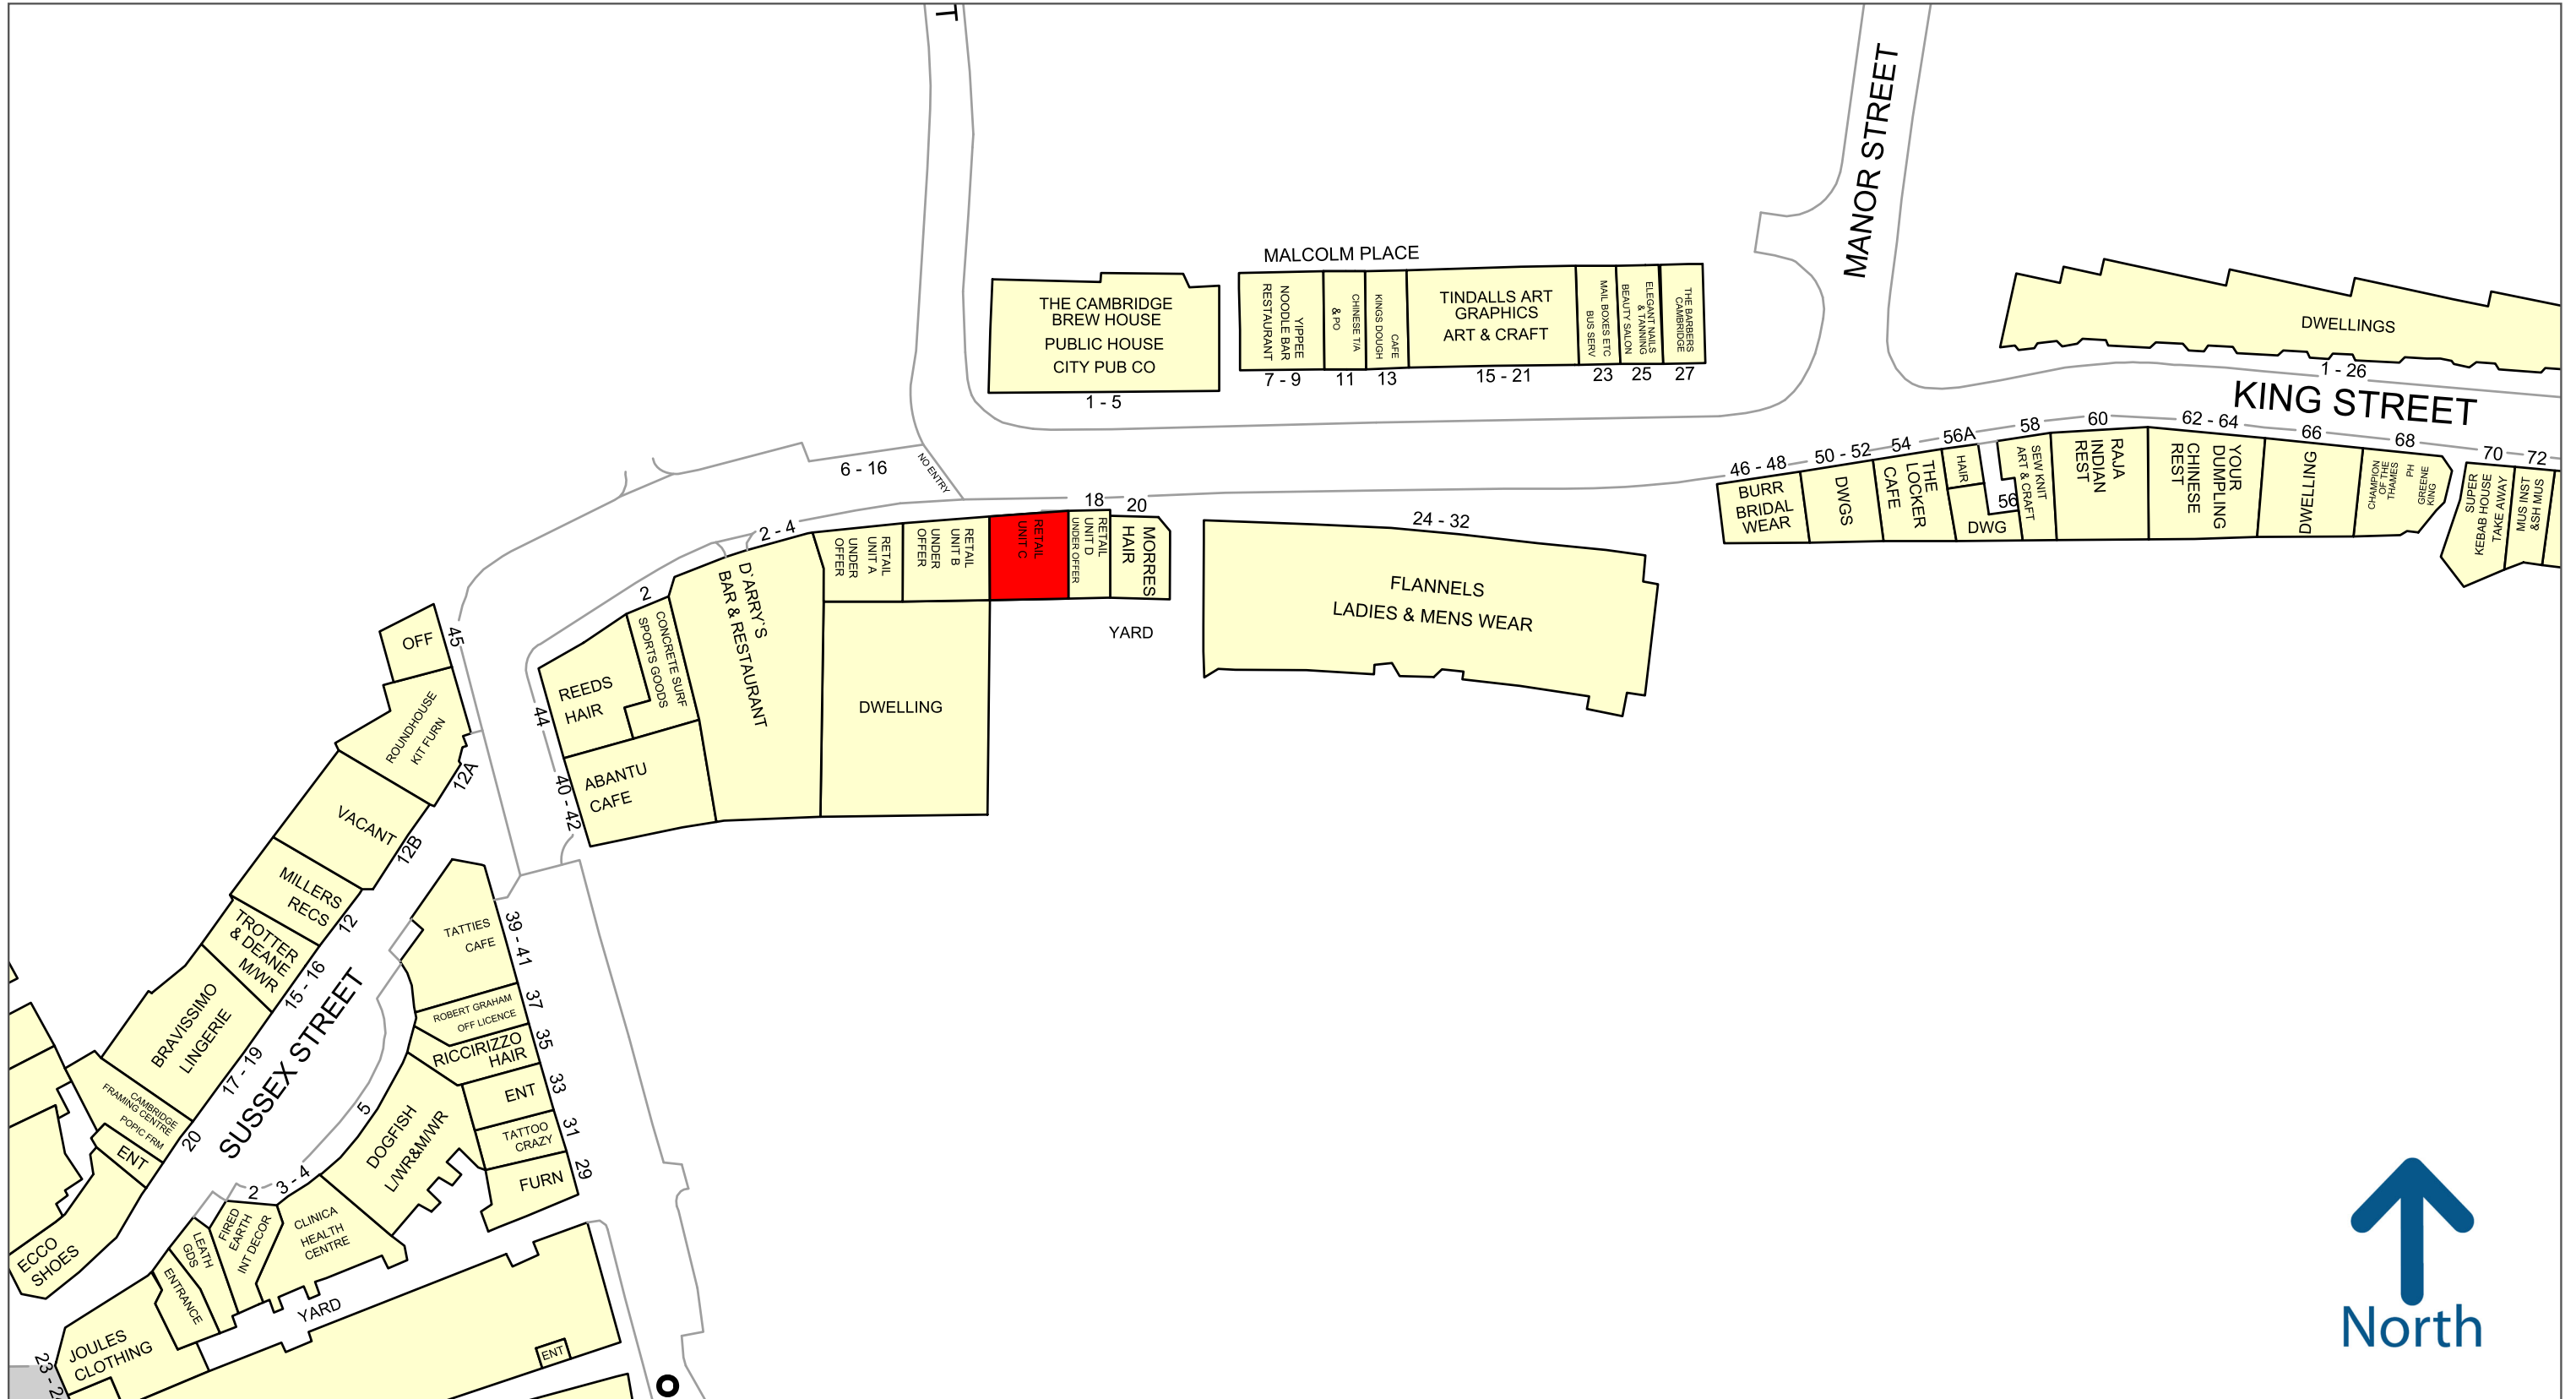 T
MANOR STREET
MALCOLM PLACE
THE CAMBRIDGE
BREW HOUSE
PUBLIC HOUSE
CITY PUB CO
1 - 5
YIPPEE
NOODLE BAR
RESTAURANT
7 - 9
CHINESE T/A
& PO
11
CAFE
KINGS DOUGH
13
TINDALLS ART
GRAPHICS
ART & CRAFT
15 - 21
MAIL BOXES ETC
BUS SERV
23
ELEGANT NAILS
& TANNING
BEAUTY SALON
25
THE BARBERS
CAMBRIDGE
27
DWELLINGS
1 - 26
KING STREET
6 - 16
NO ENTRY
46 - 48
BURR
BRIDAL
WEAR
50 - 52
DWGS
54
THE
LOCKER
CAFE
56A
HAIR
56
DWG
58
SEW KNIT
ART & CRAFT
60
RAJA
INDIAN
REST
62 - 64
YOUR
DUMPLING
CHINESE
REST
66
DWELLING
68
CHAMPION
OF THE
THAMES
PH
GREENE
KING
70
SUPER
KEBAB HOUSE
TAKE AWAY
72
MUS INST
&SH MUS
2 - 4
D`ARRY`S
BAR & RESTAURANT
RETAIL
UNIT A
UNDER
OFFER
RETAIL
UNIT B
UNDER
OFFER
RETAIL
UNIT C
18
RETAIL
UNIT D
UNDER OFFER
20
MORRES
HAIR
YARD
24 - 32
FLANNELS
LADIES & MENS WEAR
DWELLING
2
CONCRETE SURF
SPORTS GOODS
REEDS
HAIR
44
ABANTU
CAFE
40 - 42
OFF
45
ROUNDHOUSE
KIT FURN
12A
VACANT
12B
MILLERS
RECS
12
TROTTER
& DEANE
M/WR
15 - 16
BRAVISSIMO
LINGERIE
17 - 19
SUSSEX STREET
CAMBRIDGE
FRAMING CENTRE
POPIC FRM
20
ENT
ECCO
SHOES
TATTIES
CAFE
39 - 41
ROBERT GRAHAM
OFF LICENCE
37
RICCIRIZZO
HAIR
35
ENT
33
TATTOO
CRAZY
31
FURN
29
DOGFISH
L/WR&M/WR
5
CLINICA
HEALTH
CENTRE
3 - 4
FIRED
EARTH
INT DECOR
2
LEATH
GDS
ENTRANCE
YARD
JOULES
CLOTHING
ENT
North